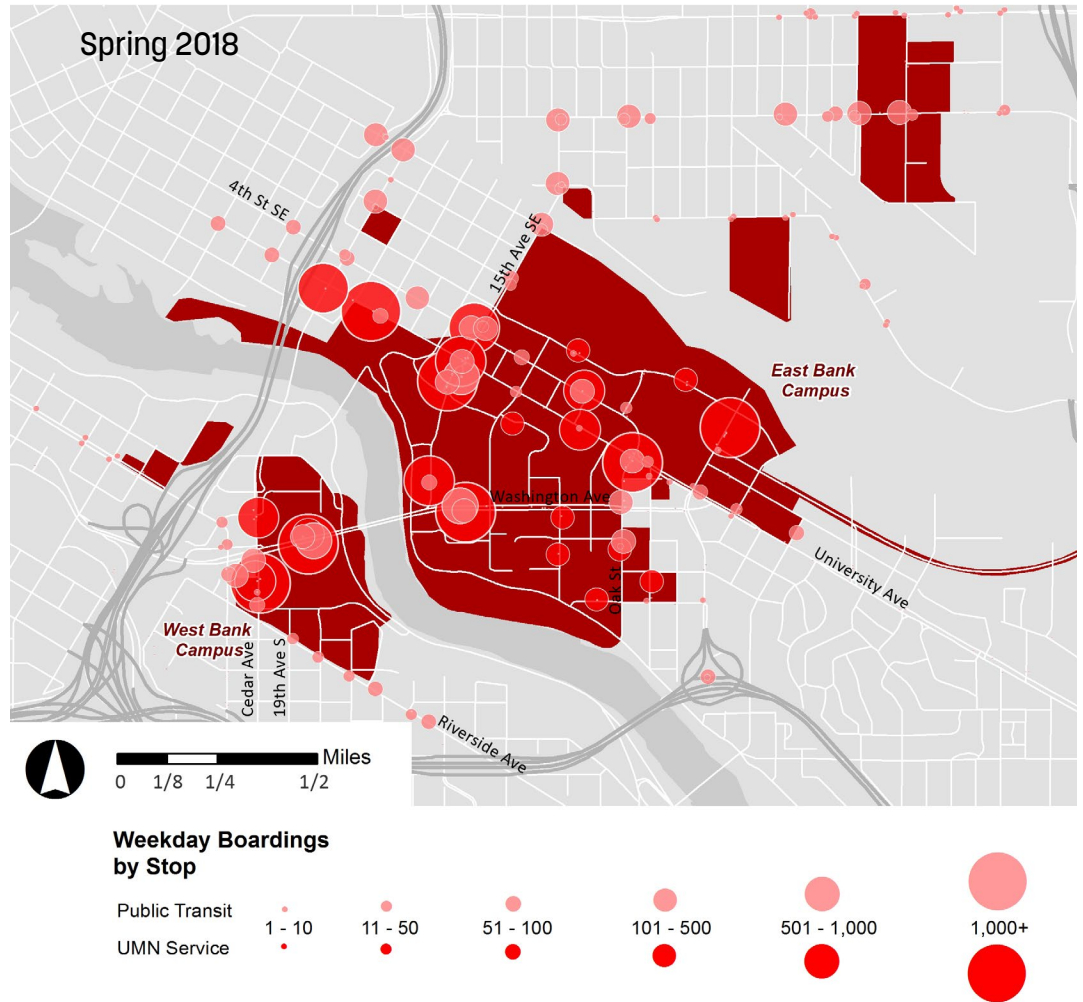 Spring 2018
4th St SE
15th Ave SE
East Bank
Campus
Washington Ave
University Ave
Oak St
West Bank
Campus
Cedar Ave
19th Ave S
Riverside Ave
Miles
0 1/8 1/4 1/2
Weekday Boardings
by Stop
Public Transit
1 - 10 11 - 50 51 - 100 101 - 500 501 - 1,000 1,000+
UMN Service